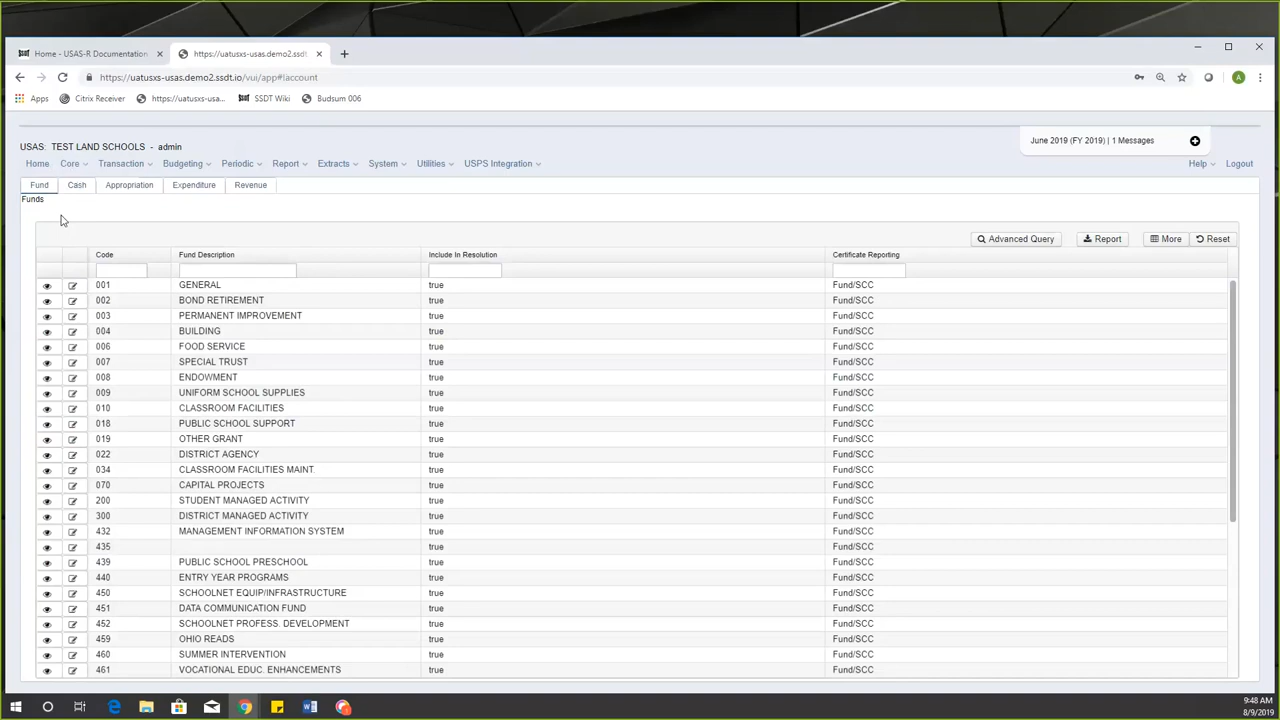 Home - USAS-R Documentation
https://uatusxs-usas.demo2.ssdt
https://uatusxs-usas.demo2.ssdt.io/vui/app#!account
A
Apps Citrix Receiver https://uatusxs-usa... SSDT Wiki Budsum 006
June 2019 (FY 2019) | 1 Messages
USAS: TEST LAND SCHOOLS - admin
Home Core Transaction Budgeting Periodic Report Extracts System Utilities USPS Integration Help Logout
Fund Cash Appropriation Expenditure Revenue
Funds
Advanced Query Report More Reset
Code Fund Description Include In Resolution Certificate Reporting
001 GENERAL true Fund/SCC
002 BOND RETIREMENT true Fund/SCC
003 PERMANENT IMPROVEMENT true Fund/SCC
004 BUILDING true Fund/SCC
006 FOOD SERVICE true Fund/SCC
007 SPECIAL TRUST true Fund/SCC
008 ENDOWMENT true Fund/SCC
009 UNIFORM SCHOOL SUPPLIES true Fund/SCC
010 CLASSROOM FACILITIES true Fund/SCC
018 PUBLIC SCHOOL SUPPORT true Fund/SCC
019 OTHER GRANT true Fund/SCC
022 DISTRICT AGENCY true Fund/SCC
034 CLASSROOM FACILITIES MAINT. true Fund/SCC
070 CAPITAL PROJECTS true Fund/SCC
200 STUDENT MANAGED ACTIVITY true Fund/SCC
300 DISTRICT MANAGED ACTIVITY true Fund/SCC
432 MANAGEMENT INFORMATION SYSTEM true Fund/SCC
435 true Fund/SCC
439 PUBLIC SCHOOL PRESCHOOL true Fund/SCC
440 ENTRY YEAR PROGRAMS true Fund/SCC
450 SCHOOLNET EQUIP/INFRASTRUCTURE true Fund/SCC
451 DATA COMMUNICATION FUND true Fund/SCC
452 SCHOOLNET PROFESS. DEVELOPMENT true Fund/SCC
459 OHIO READS true Fund/SCC
460 SUMMER INTERVENTION true Fund/SCC
461 VOCATIONAL EDUC. ENHANCEMENTS true Fund/SCC
9:48 AM
8/9/2019